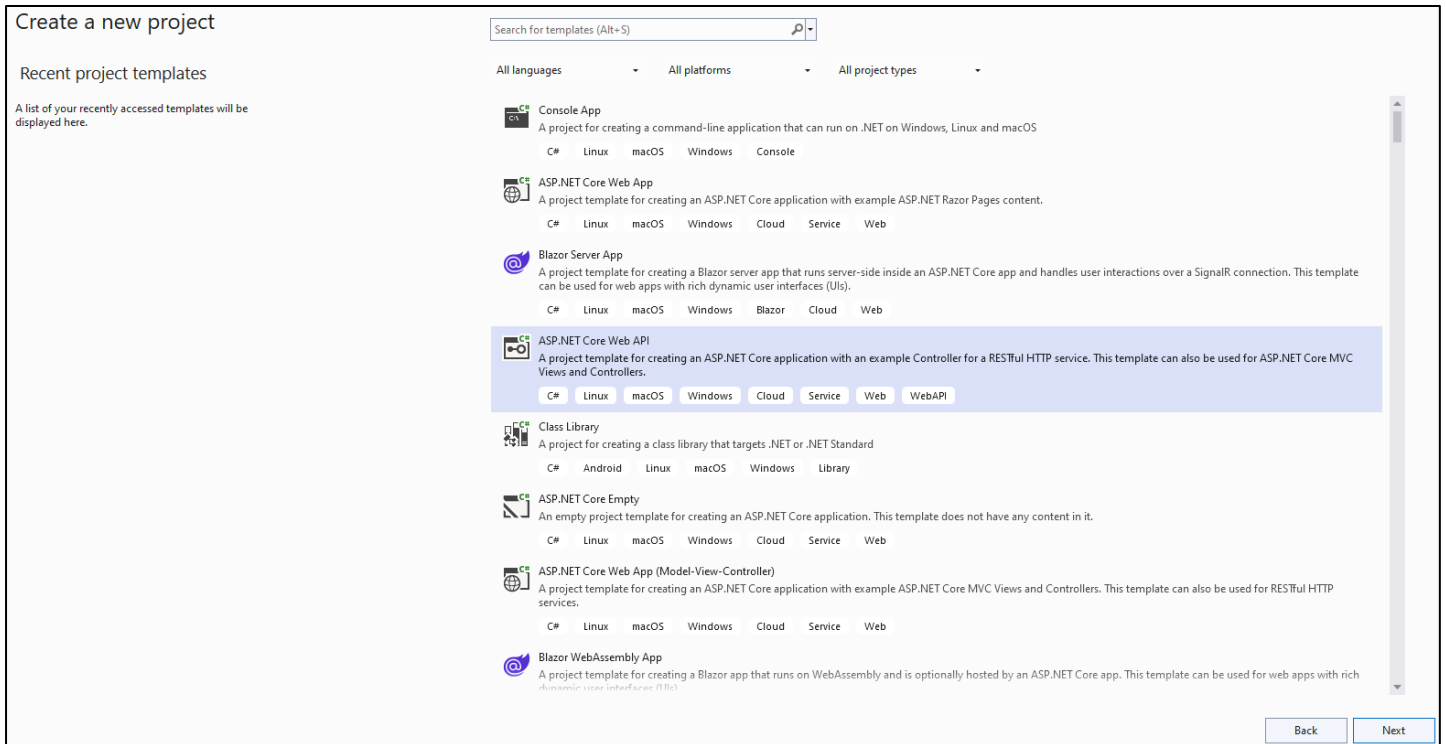 Create a new project
Search for templates (Alt+S)
Recent project templates
All languages
All platforms
All project types
A list of your recently accessed templates will be
displayed here.
Console App
A project for creating a command-line application that can run on .NET on Windows, Linux and macOS
C# Linux macOS Windows Console
ASP.NET Core Web App
A project template for creating an ASP.NET Core application with example ASP.NET Razor Pages content.
C# Linux macOS Windows Cloud Service Web
Blazor Server App
A project template for creating a Blazor server app that runs server-side inside an ASP.NET Core app and handles user interactions over a SignalR connection. This template
can be used for web apps with rich dynamic user interfaces (UIs).
C# Linux macOS Windows Blazor Cloud Web
ASP.NET Core Web API
A project template for creating an ASP.NET Core application with an example Controller for a RESTful HTTP service. This template can also be used for ASP.NET Core MVC
Views and Controllers.
C# Linux macOS Windows Cloud Service Web WebAPI
Class Library
A project for creating a class library that targets .NET or .NET Standard
C# Android Linux macOS Windows Library
ASP.NET Core Empty
An empty project template for creating an ASP.NET Core application. This template does not have any content in it.
C# Linux macOS Windows Cloud Service Web
ASP.NET Core Web App (Model-View-Controller)
A project template for creating an ASP.NET Core application with example ASP.NET Core MVC Views and Controllers. This template can also be used for RESTful HTTP
services.
C# Linux macOS Windows Cloud Service Web
Blazor WebAssembly App
A project template for creating a Blazor app that runs on WebAssembly and is optionally hosted by an ASP.NET Core app. This template can be used for web apps with rich
dynamic user interfaces (UIs).
Back
Next